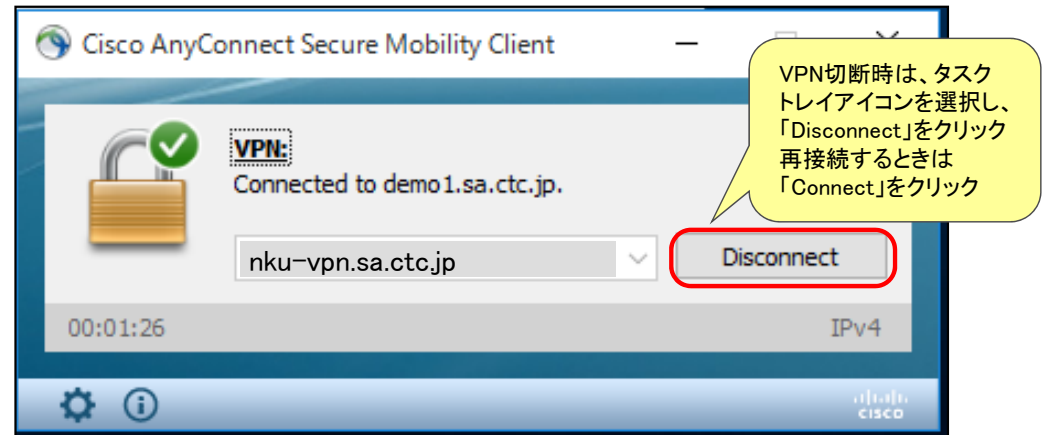 Cisco AnyConnect Secure Mobility Client
VPN切断時は、タスク
トレイアイコンを選択し、
「Disconnect」をクリック
再接続するときは
「Connect」をクリック
VPN:
Connected to demo1.sa.ctc.jp.
nku-vpn.sa.ctc.jp
Disconnect
00:01:26
IPv4
CISCO